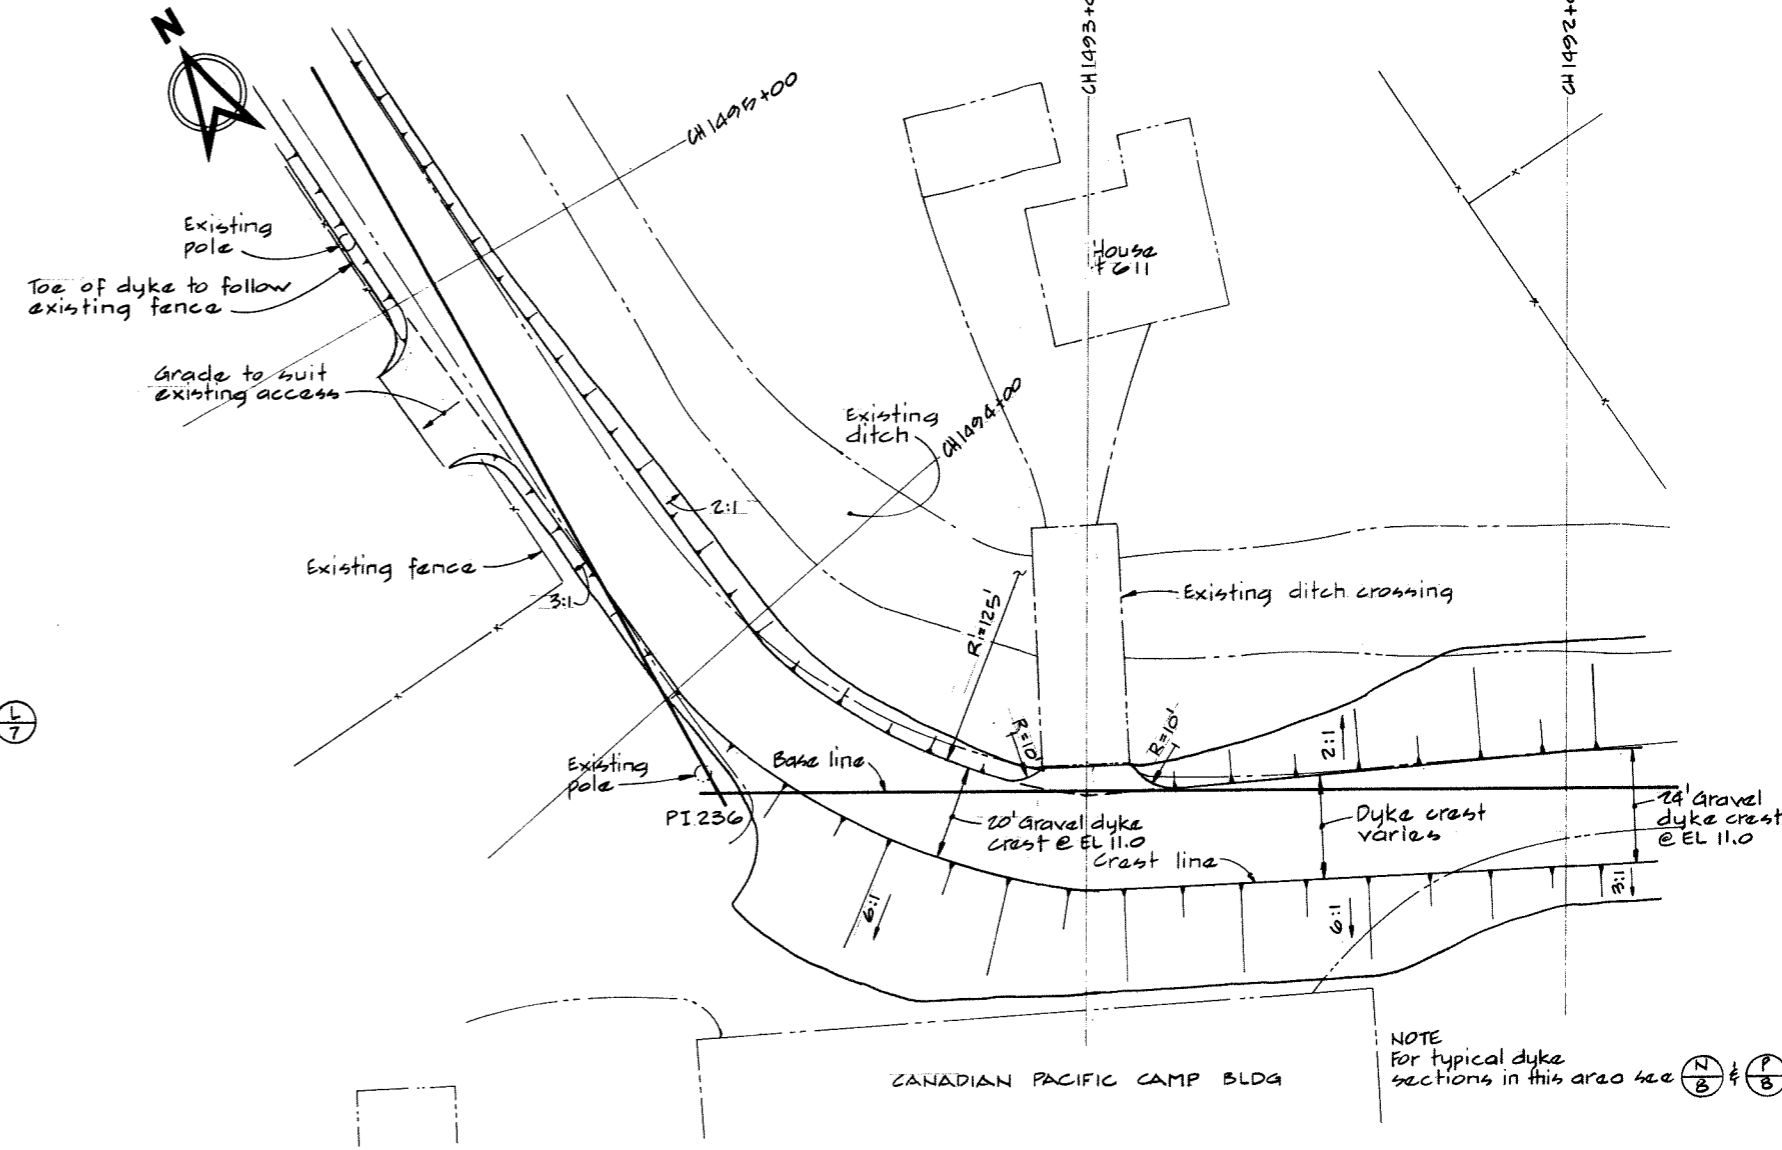 N
CH 1495+00
CH 1493+
CH 1492+
Existing
pole
Toe of dyke to follow
existing fence
House
# 611
Grade to suit
existing access
Existing
ditch
CH 1494+00
2:1
Existing fence
3:1
R=125'
Existing ditch crossing
L
7
R=10'
R=10'
2:1
Existing
pole
Base line
PI.236
20' Gravel dyke
crest @ EL 11.0
Crest line
Dyke crest
varies
24' Gravel
dyke crest
@ EL 11.0
6:1
6:1
3:1
CANADIAN PACIFIC CAMP BLDG
NOTE
For typical dyke
sections in this area see N/8 & P/8